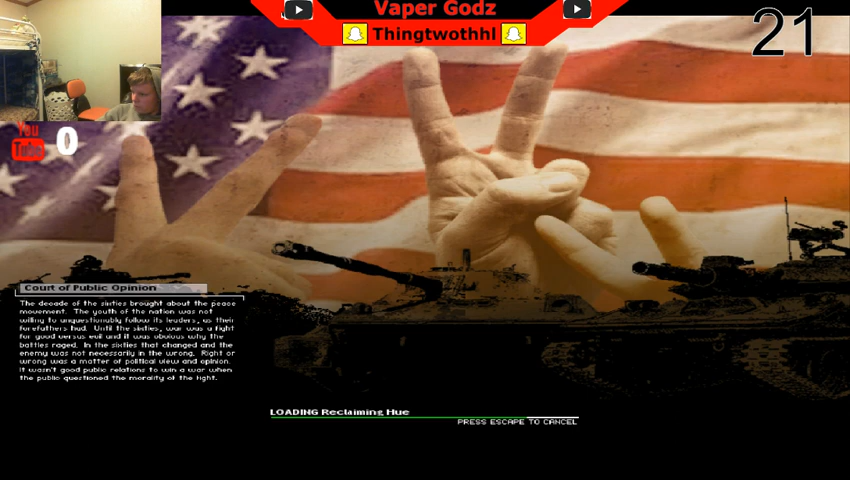 Vaper Godz
Thingtwothhl
21
You
Tube
0
Court of Public Opinion
The decade of the sixties brought about the peace
movement. The youth of the nation was not
willing to unquestionably follow its leaders, as their
forefathers had. Until the sixties, war was a fight
for good versus evil and it was obvious why the
battles raged. In the sixties that changed and the
enemy was not necessarily in the wrong. Right or
wrong was a matter of political view and opinion.
It wasn't good public relations to win a war when
the public questioned the morality of the fight.
LOADING Reclaiming Hue
PRESS ESCAPE TO CANCEL